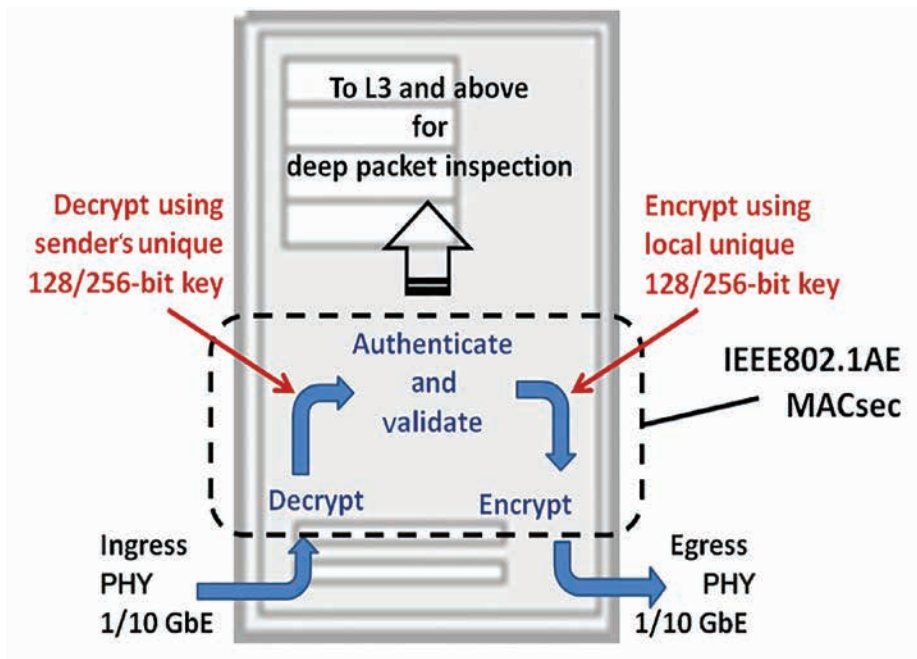 To L3 and above
for
deep packet inspection
Decrypt using
sender's unique
128/256-bit key
Encrypt using
local unique
128/256-bit key
Authenticate
and
validate
IEEE802.1AE
MACsec
Decrypt
Encrypt
Ingress
PHY
1/10 GbE
Egress
PHY
1/10 GbE